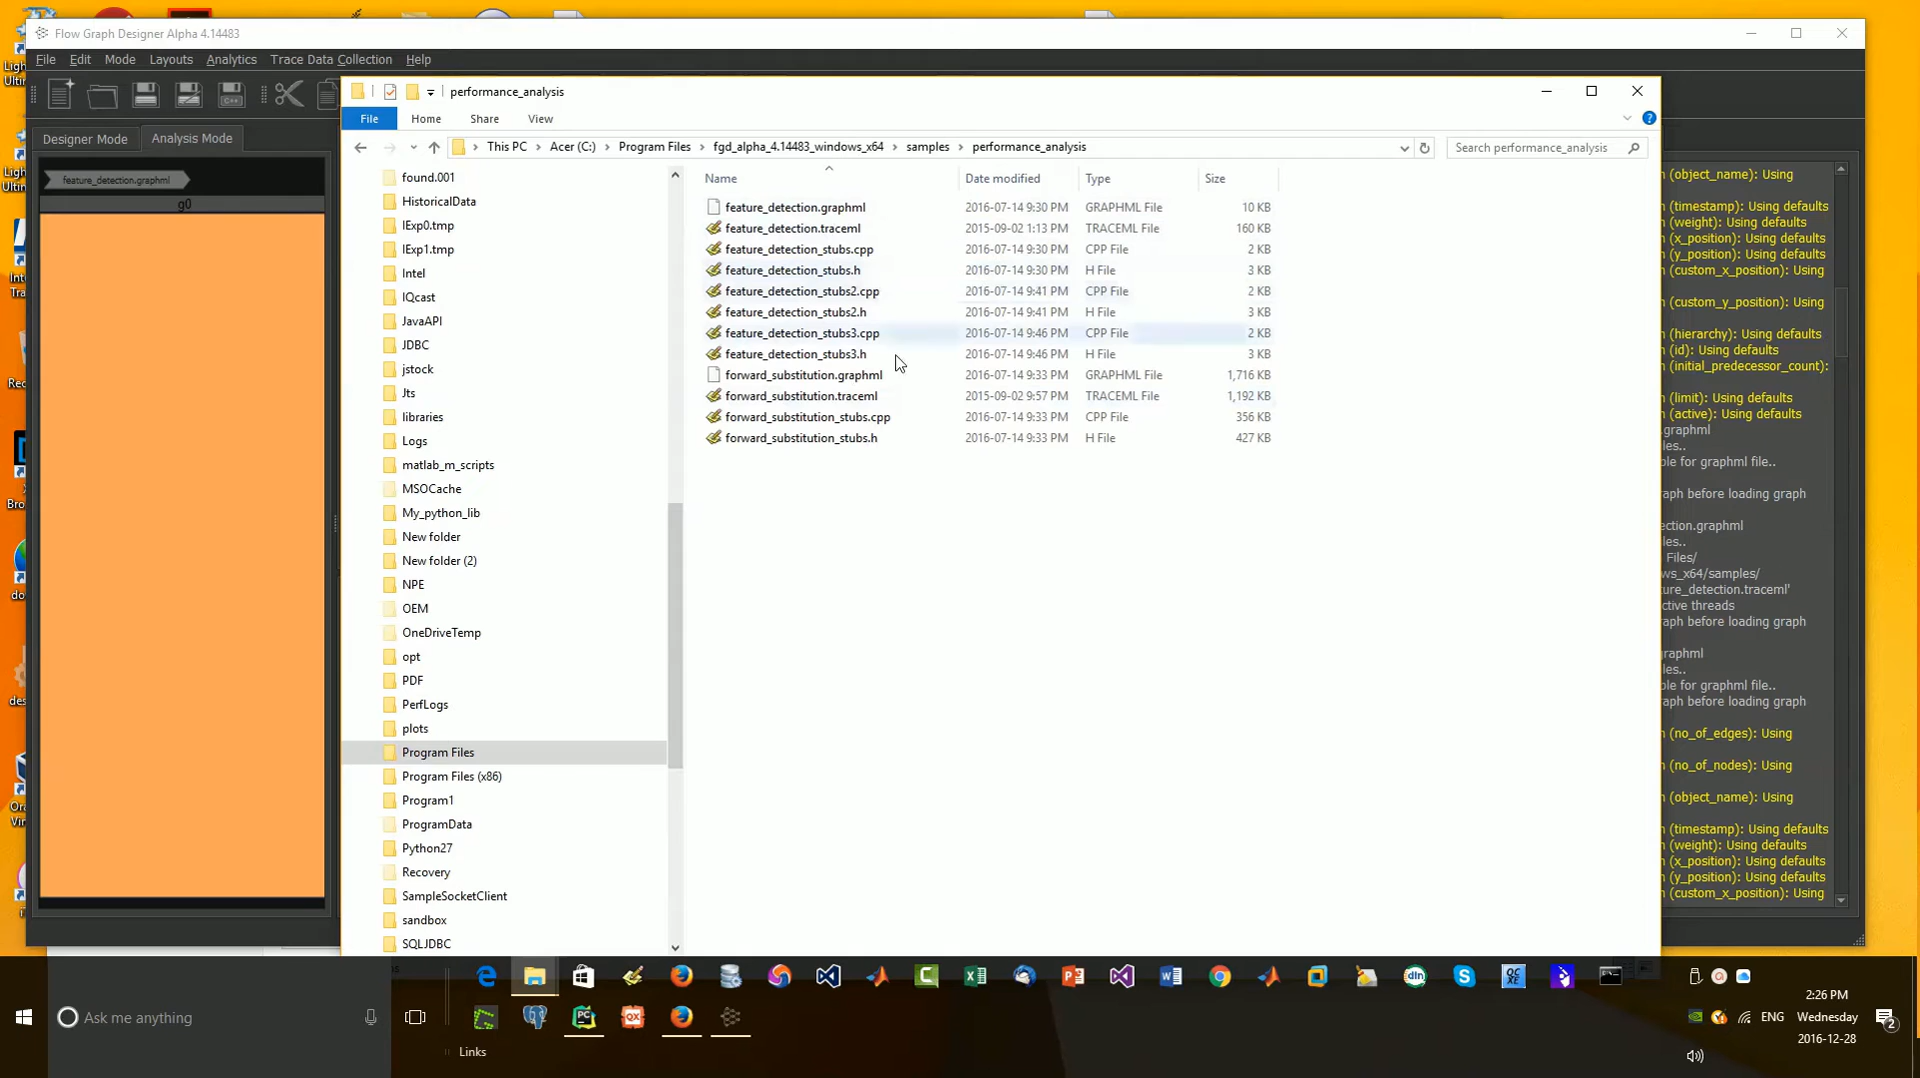 Flow Graph Designer Alpha 4.14483
File Edit Mode Layouts Analytics Trace Data Collection Help
Designer Mode Analysis Mode
feature_detection.graphml
g0
performance_analysis
File Home Share View
This PC Acer (C:) Program Files fgd_alpha_4.14483_windows_x64 samples performance_analysis
Search performance_analysis
found.001
HistoricalData
IExp0.tmp
IExp1.tmp
Intel
IQcast
JavaAPI
JDBC
jstock
Jts
libraries
Logs
matlab_m_scripts
MSOCache
My_python_lib
New folder
New folder (2)
NPE
OEM
OneDriveTemp
opt
PDF
PerfLogs
plots
Program Files
Program Files (x86)
Program1
ProgramData
Python27
Recovery
SampleSocketClient
sandbox
SQLJDBC
Name Date modified Type Size
feature_detection.graphml 2016-07-14 9:30 PM GRAPHML File 10 KB
feature_detection.traceml 2015-09-02 1:13 PM TRACEML File 160 KB
feature_detection_stubs.cpp 2016-07-14 9:30 PM CPP File 2 KB
feature_detection_stubs.h 2016-07-14 9:30 PM H File 3 KB
feature_detection_stubs2.cpp 2016-07-14 9:41 PM CPP File 2 KB
feature_detection_stubs2.h 2016-07-14 9:41 PM H File 3 KB
feature_detection_stubs3.cpp 2016-07-14 9:46 PM CPP File 2 KB
feature_detection_stubs3.h 2016-07-14 9:46 PM H File 3 KB
forward_substitution.graphml 2016-07-14 9:33 PM GRAPHML File 1,716 KB
forward_substitution.traceml 2015-09-02 9:57 PM TRACEML File 1,192 KB
forward_substitution_stubs.cpp 2016-07-14 9:33 PM CPP File 356 KB
forward_substitution_stubs.h 2016-07-14 9:33 PM H File 427 KB
(object_name): Using
(timestamp): Using defaults
(weight): Using defaults
(x_position): Using defaults
(y_position): Using defaults
(custom_x_position): Using
(custom_y_position): Using
(hierarchy): Using defaults
(id): Using defaults
(initial_predecessor_count):
(limit): Using defaults
(active): Using defaults
.graphml
les..
ble for graphml file..
raph before loading graph
ection.graphml
les..
Files/
ws_x64/samples/
ure_detection.traceml'
ctive threads
raph before loading graph
graphml
les..
ble for graphml file..
raph before loading graph
(no_of_edges): Using
(no_of_nodes): Using
(object_name): Using
(timestamp): Using defaults
(weight): Using defaults
(x_position): Using defaults
(y_position): Using defaults
(custom_x_position): Using
Ask me anything
Links
ENG
2:26 PM
Wednesday
2016-12-28
2